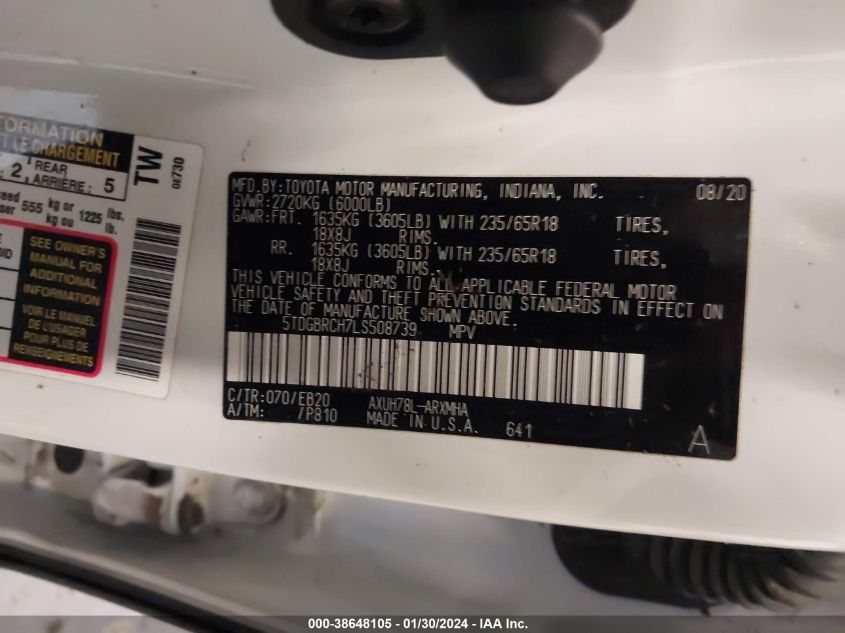 FORMATION
T LE CHARGEMENT
: 2 REAR ARRIÈRE : 5
555 kg or kg ou 1225 lbs. lb.
TW
0E730
SEE OWNER'S
MANUAL FOR
ADDITIONAL
INFORMATION
VOIR LE MANUEL
DE L'USAGER
POUR PLUS DE
RENSEIGNEMENTS
MFD.BY:TOYOTA MOTOR MANUFACTURING, INDIANA, INC. 08/20
GVWR:2720KG (6000LB)
GAWR:FRT. 1635KG (3605LB) WITH 235/65R18 TIRES,
18X8J RIMS.
RR. 1635KG (3605LB) WITH 235/65R18 TIRES,
18X8J RIMS.
THIS VEHICLE CONFORMS TO ALL APPLICABLE FEDERAL MOTOR
VEHICLE SAFETY AND THEFT PREVENTION STANDARDS IN EFFECT ON
THE DATE OF MANUFACTURE SHOWN ABOVE.
5TDGBRCH7LS508739 MPV
C/TR:070/EB20 AXUH78L-ARXMHA
A/TM: /P810 MADE IN U.S.A. 641
A
000-38648105 - 01/30/2024 - IAA Inc.